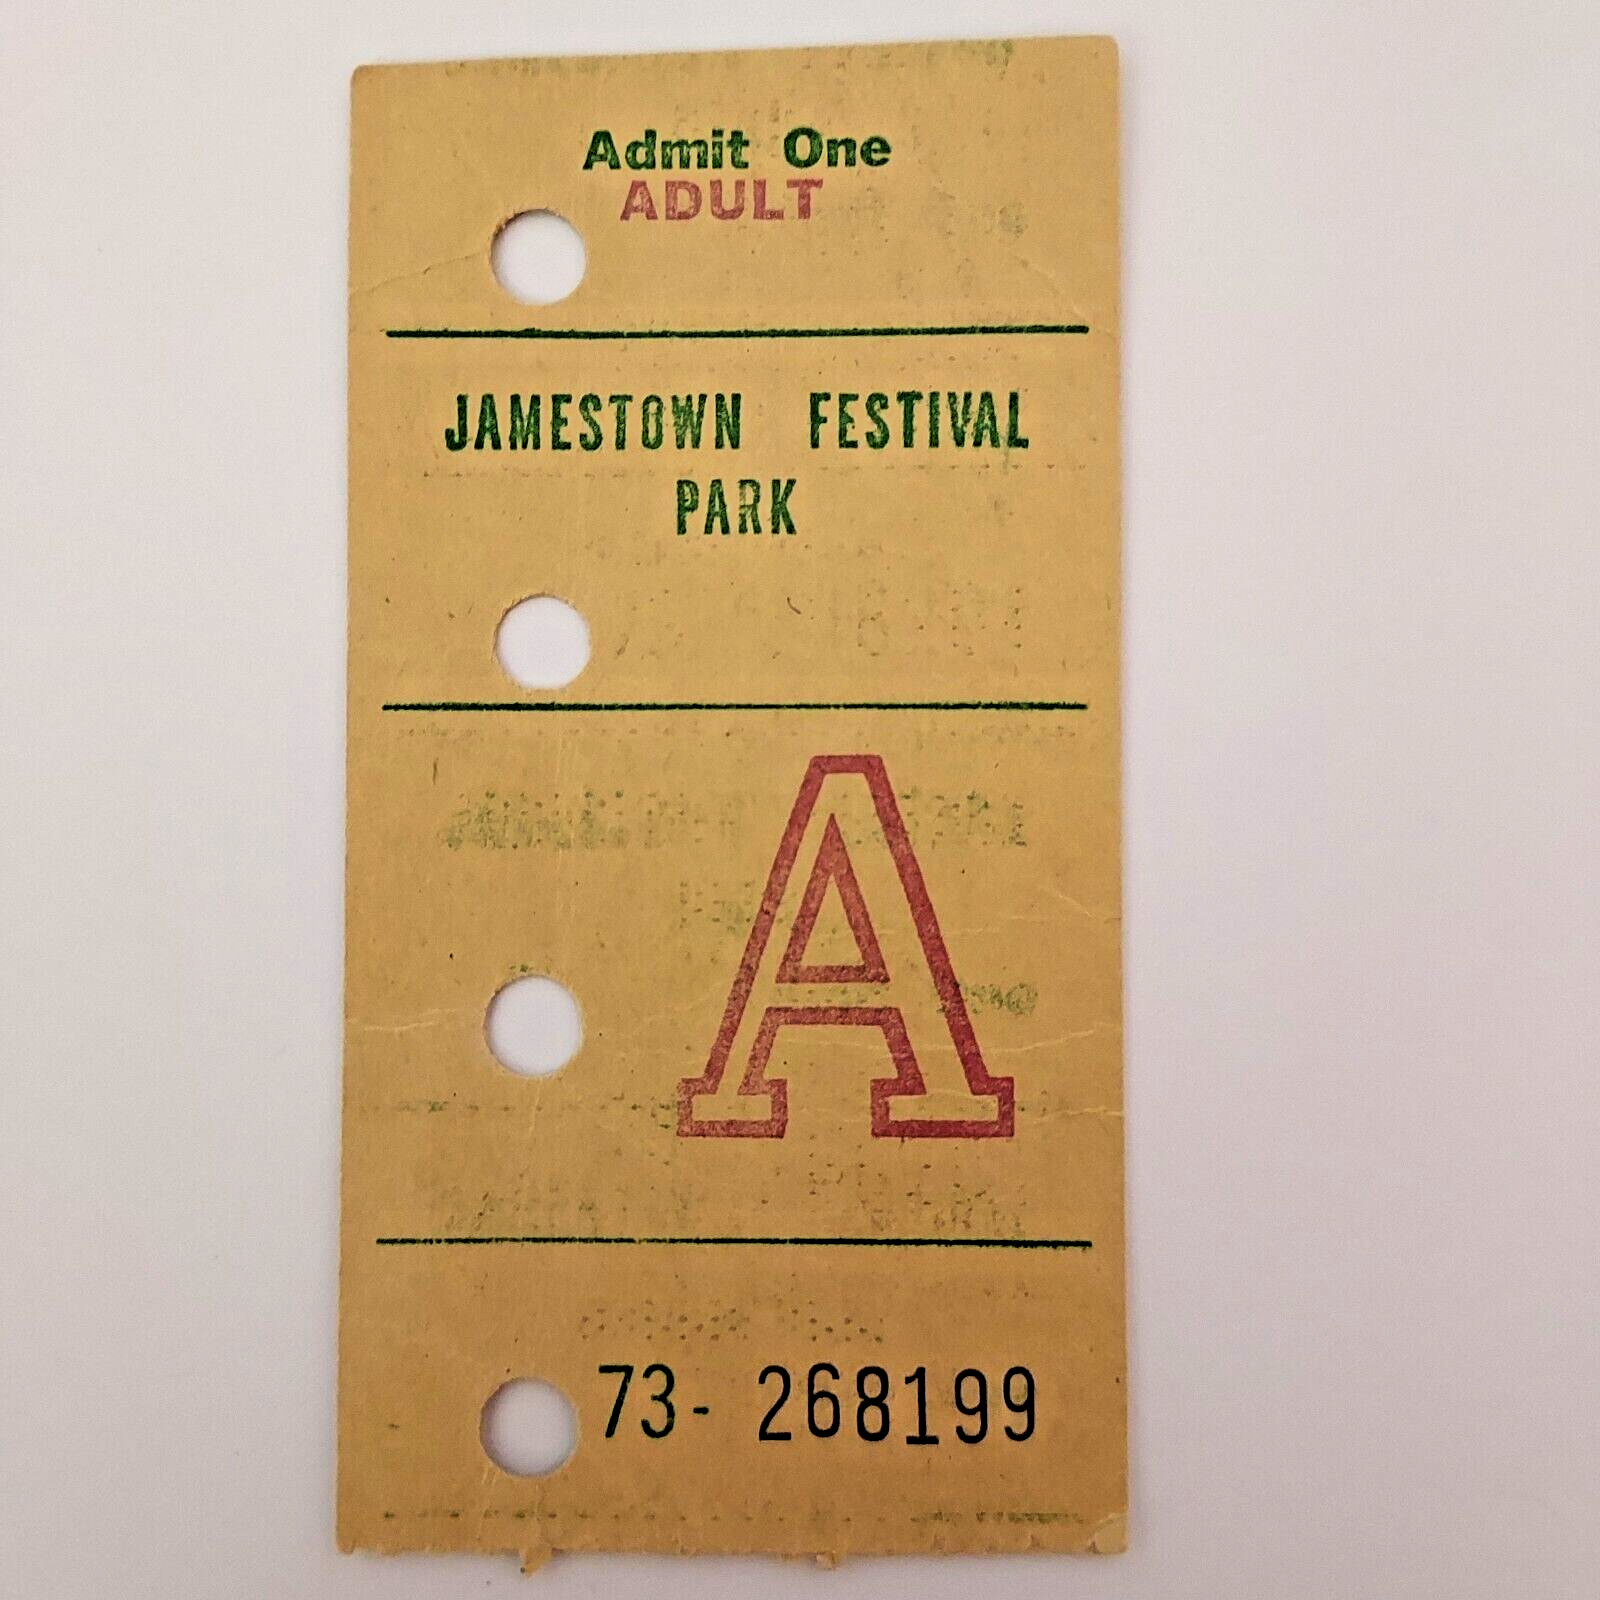 Admit One
ADULT
JAMESTOWN FESTIVAL
PARK
A
73- 268199